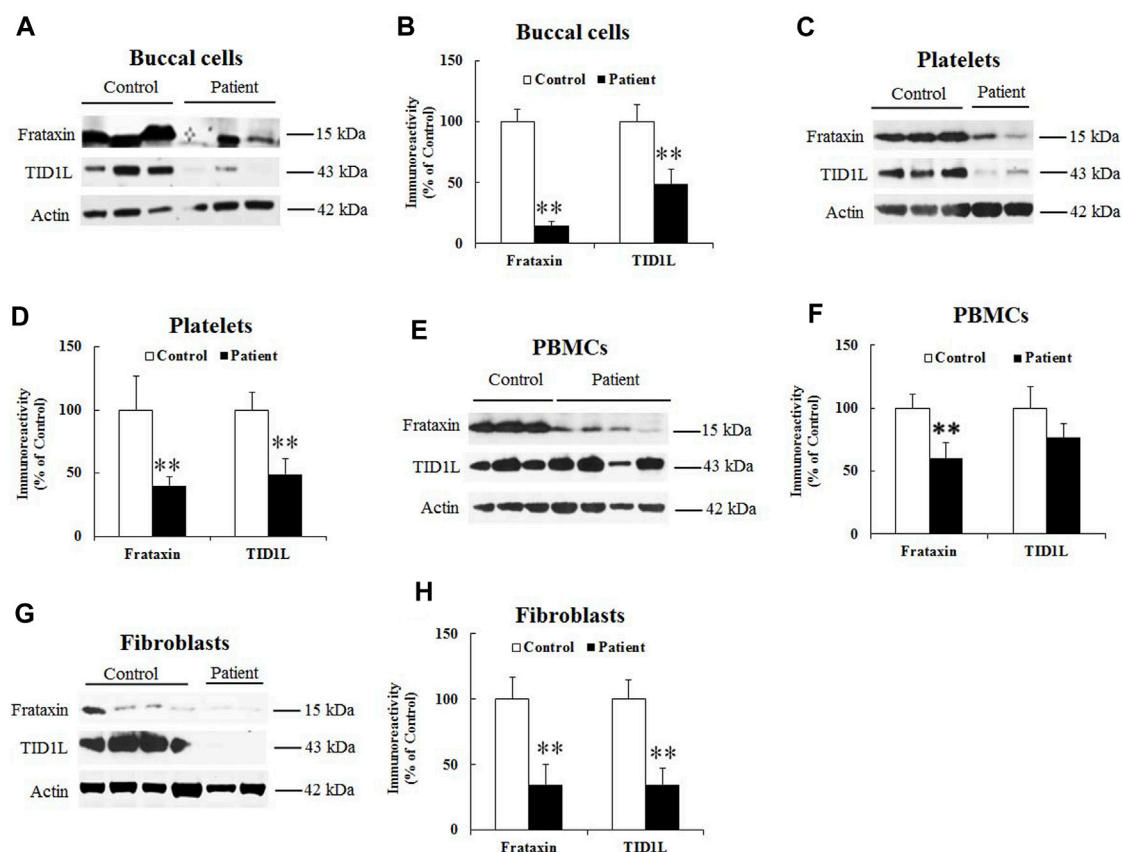 A
Buccal cells
Control Patient
Frataxin 15 kDa
TID1L 43 kDa
Actin 42 kDa
B
Buccal cells
Control Patient
Immunoreactivity
(% of Control)
150
100
50
0
**
**
Frataxin TID1L
C
Platelets
Control Patient
Frataxin 15 kDa
TID1L 43 kDa
Actin 42 kDa
D
Platelets
Control Patient
Immunoreactivity
(% of Control)
150
100
50
0
**
**
Frataxin TID1L
E
PBMCs
Control Patient
Frataxin 15 kDa
TID1L 43 kDa
Actin 42 kDa
F
PBMCs
Control Patient
Immunoreactivity
(% of Control)
150
100
50
0
**
Frataxin TID1L
G
Fibroblasts
Control Patient
Frataxin 15 kDa
TID1L 43 kDa
Actin 42 kDa
H
Fibroblasts
Control Patient
Immunoreactivity
(% of Control)
150
100
50
0
**
**
Frataxin TID1L